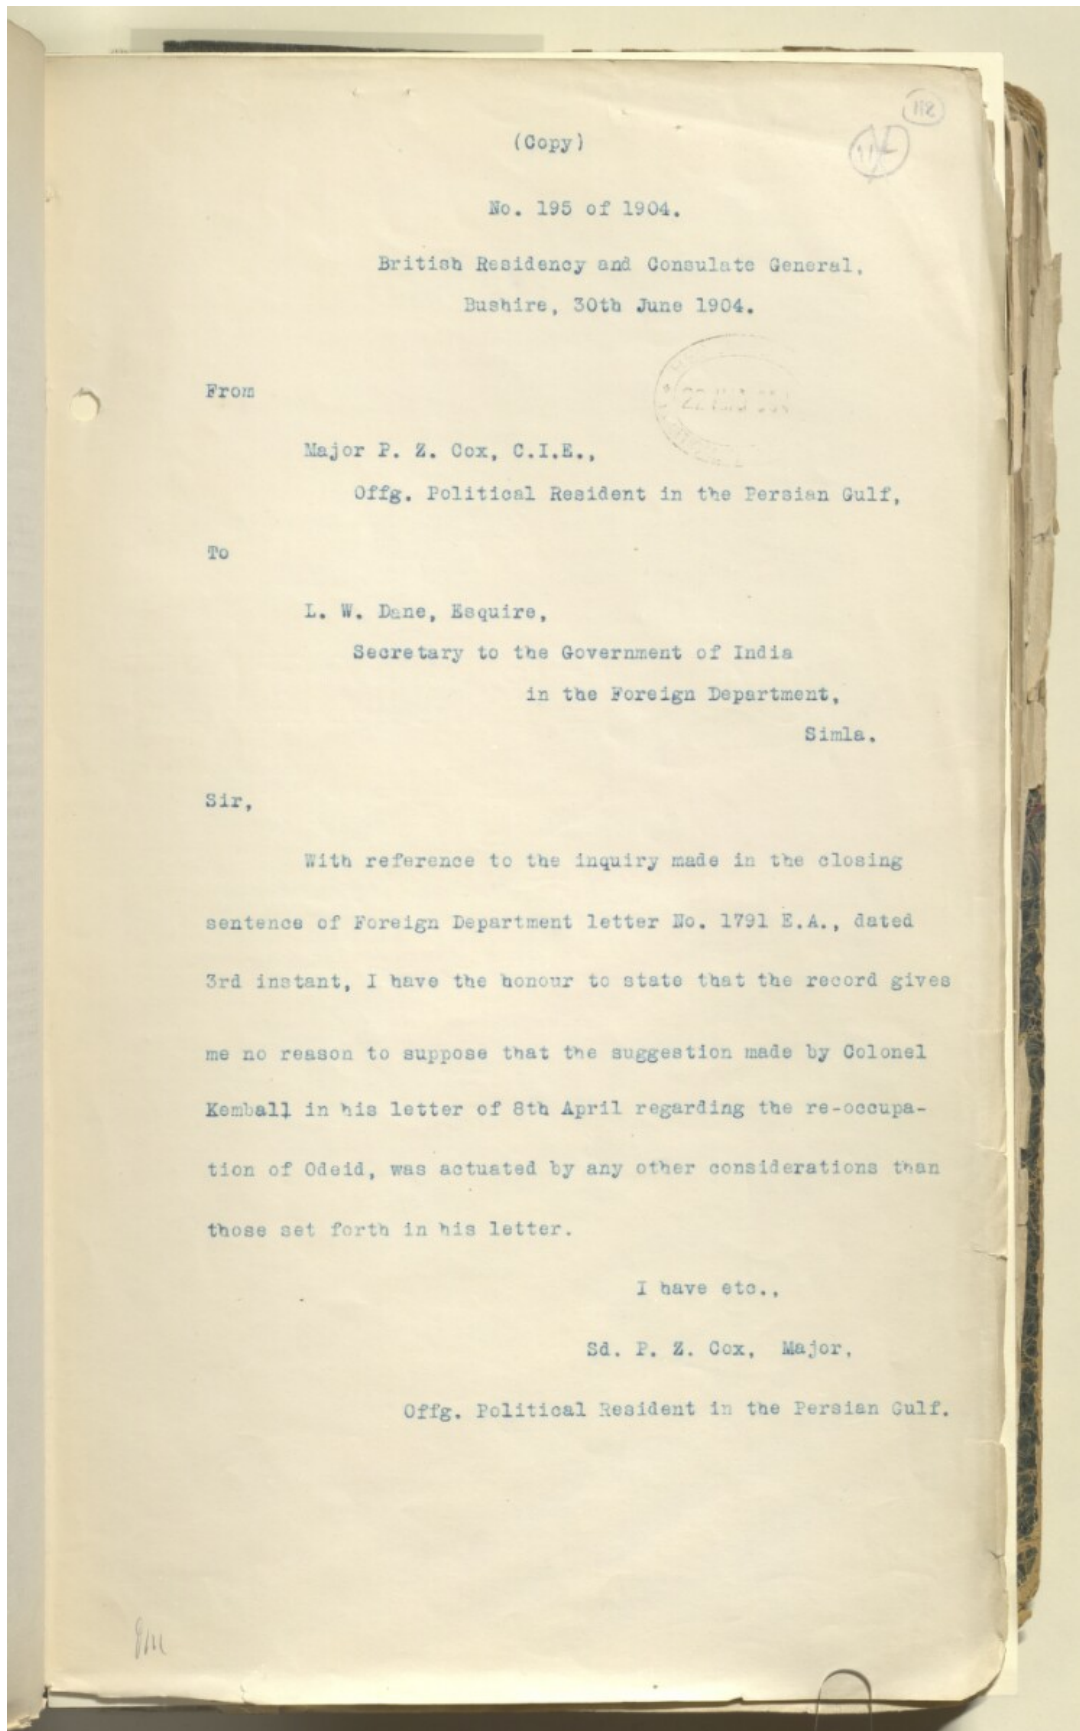 118
(Copy)
No. 195 of 1904.
British Residency and Consulate General,
Bushire, 30th June 1904.
From
Major P. Z. Cox, C.I.E.,
Offg. Political Resident in the Persian Gulf,
To
L. W. Dane, Esquire,
Secretary to the Government of India
in the Foreign Department,
Simla.
Sir,
With reference to the inquiry made in the closing
sentence of Foreign Department letter No. 1791 E.A., dated
3rd instant, I have the honour to state that the record gives
me no reason to suppose that the suggestion made by Colonel
Kemball in his letter of 8th April regarding the re-occupa-
tion of Odeid, was actuated by any other considerations than
those set forth in his letter.
I have etc.,
Sd. P. Z. Cox, Major,
Offg. Political Resident in the Persian Gulf.